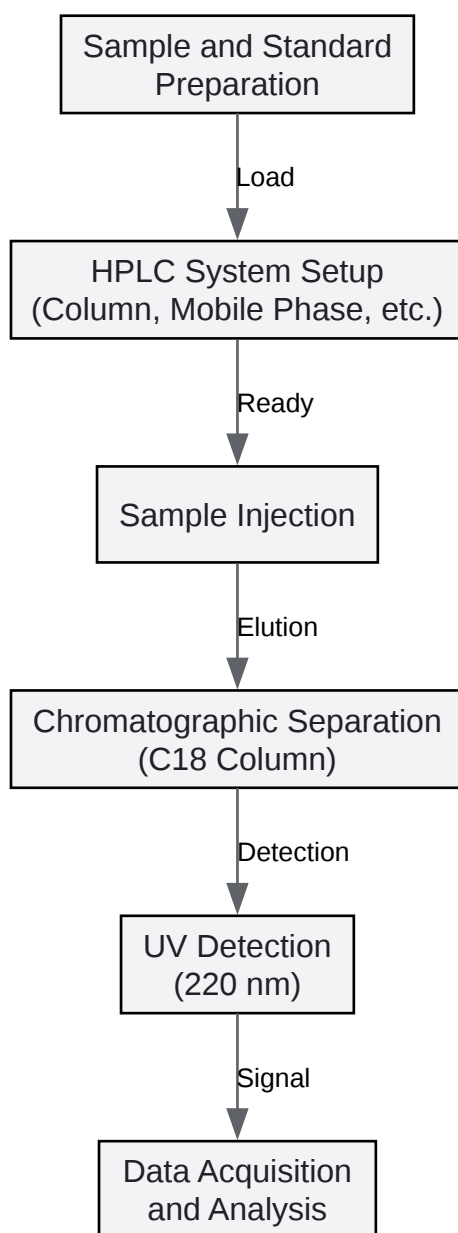 Sample and Standard
Preparation
Load
HPLC System Setup
(Column, Mobile Phase, etc.)
Ready
Sample Injection
Elution
Chromatographic Separation
(C18 Column)
Detection
UV Detection
(220 nm)
Signal
Data Acquisition
and Analysis